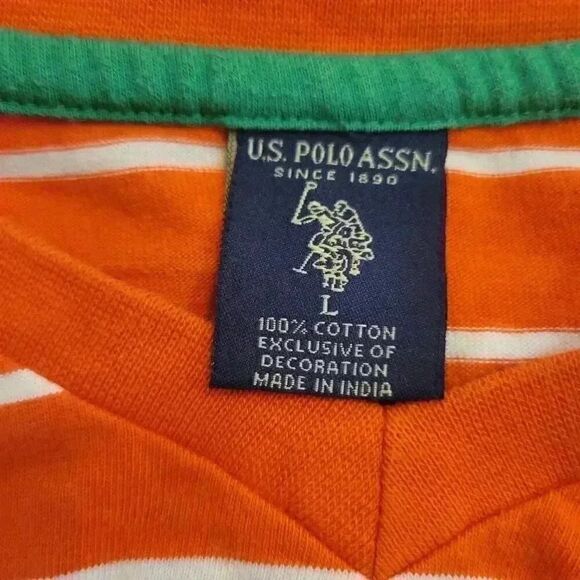 U.S. POLO ASSN.
SINCE 1890
L
100% COTTON
EXCLUSIVE OF
DECORATION
MADE IN INDIA